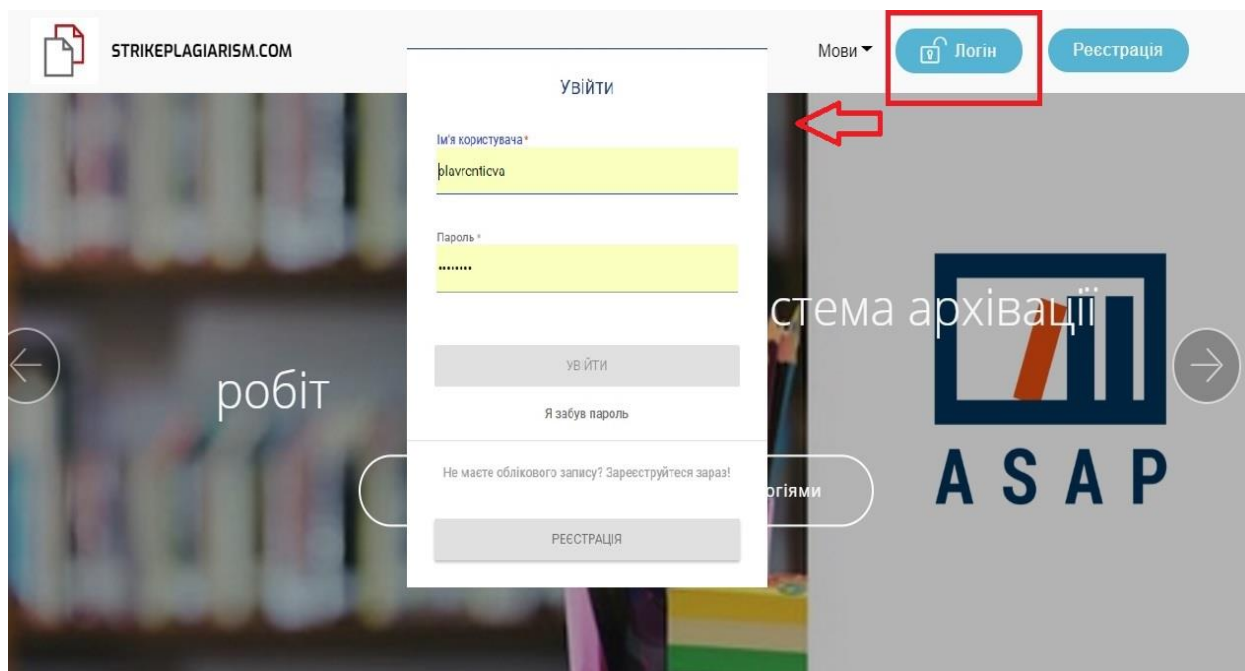 STRIKEPLAGIARISM.COM
Мови
Логін
Реєстрація
Увійти
Ім'я користувача *
plavrentieva
Пароль *
········
стема архівації
робіт
УВІЙТИ
Я забув пароль
Не маєте облікового запису? Зареєструйтеся зараз!
огіями
РЕЄСТРАЦІЯ
ASAP